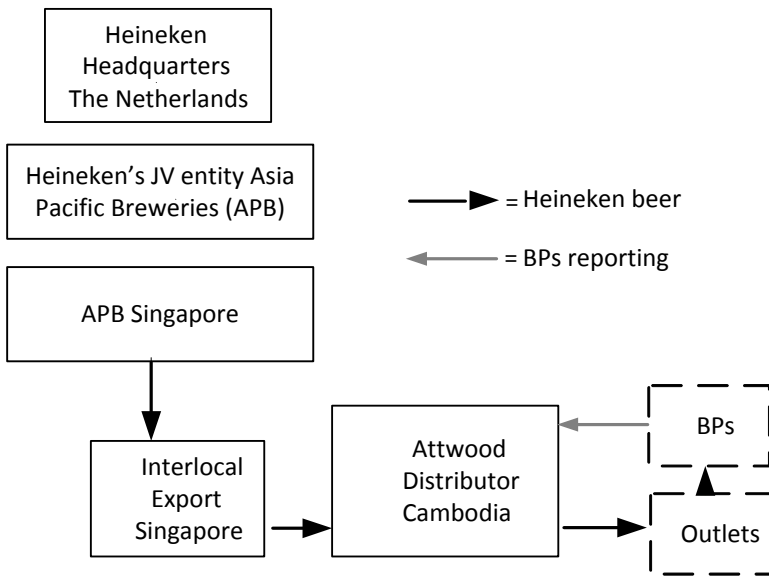 Heineken
Headquarters
The Netherlands
Heineken’s JV entity Asia
Pacific Breweries (APB)
= Heineken beer
= BPs reporting
APB Singapore
BPs
Interlocal
Export
Singapore
Attwood
Distributor
Cambodia
Outlets